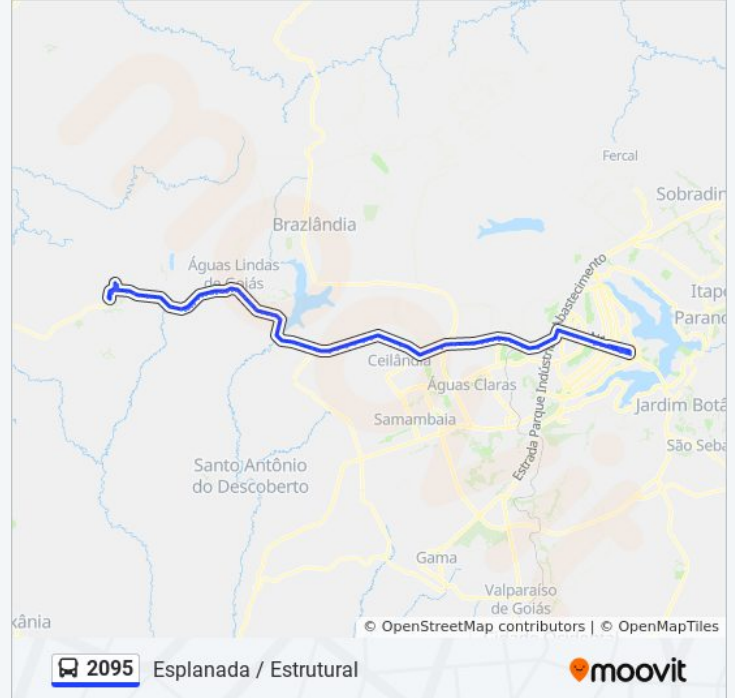 Fercal
Sobradin
Brazlândia
Águas Lindas
de Goiás
Itape
Paran
Estrada Parque Indústria
Abastecimento
Ceilândia
Águas Claras
Jardim Botâ
Samambaia
São Seba
Santo Antônio
do Descoberto
Gama
Valparaíso
de Goiás
xânia
© OpenStreetMap contributors | © OpenMapTiles
2095 Esplanada / Estrutural
moovit